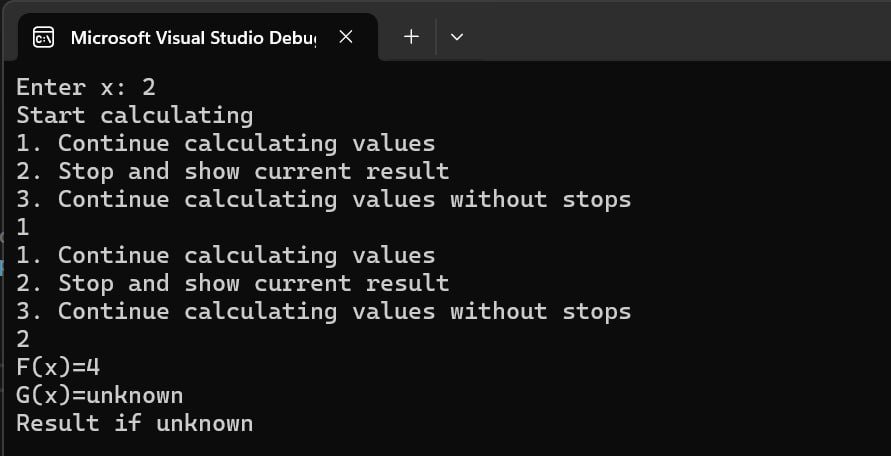 Microsoft Visual Studio Debu
Enter x: 2
Start calculating
1. Continue calculating values
2. Stop and show current result
3. Continue calculating values without stops
1
1. Continue calculating values
2. Stop and show current result
3. Continue calculating values without stops
2
F(x)=4
G(x)=unknown
Result if unknown